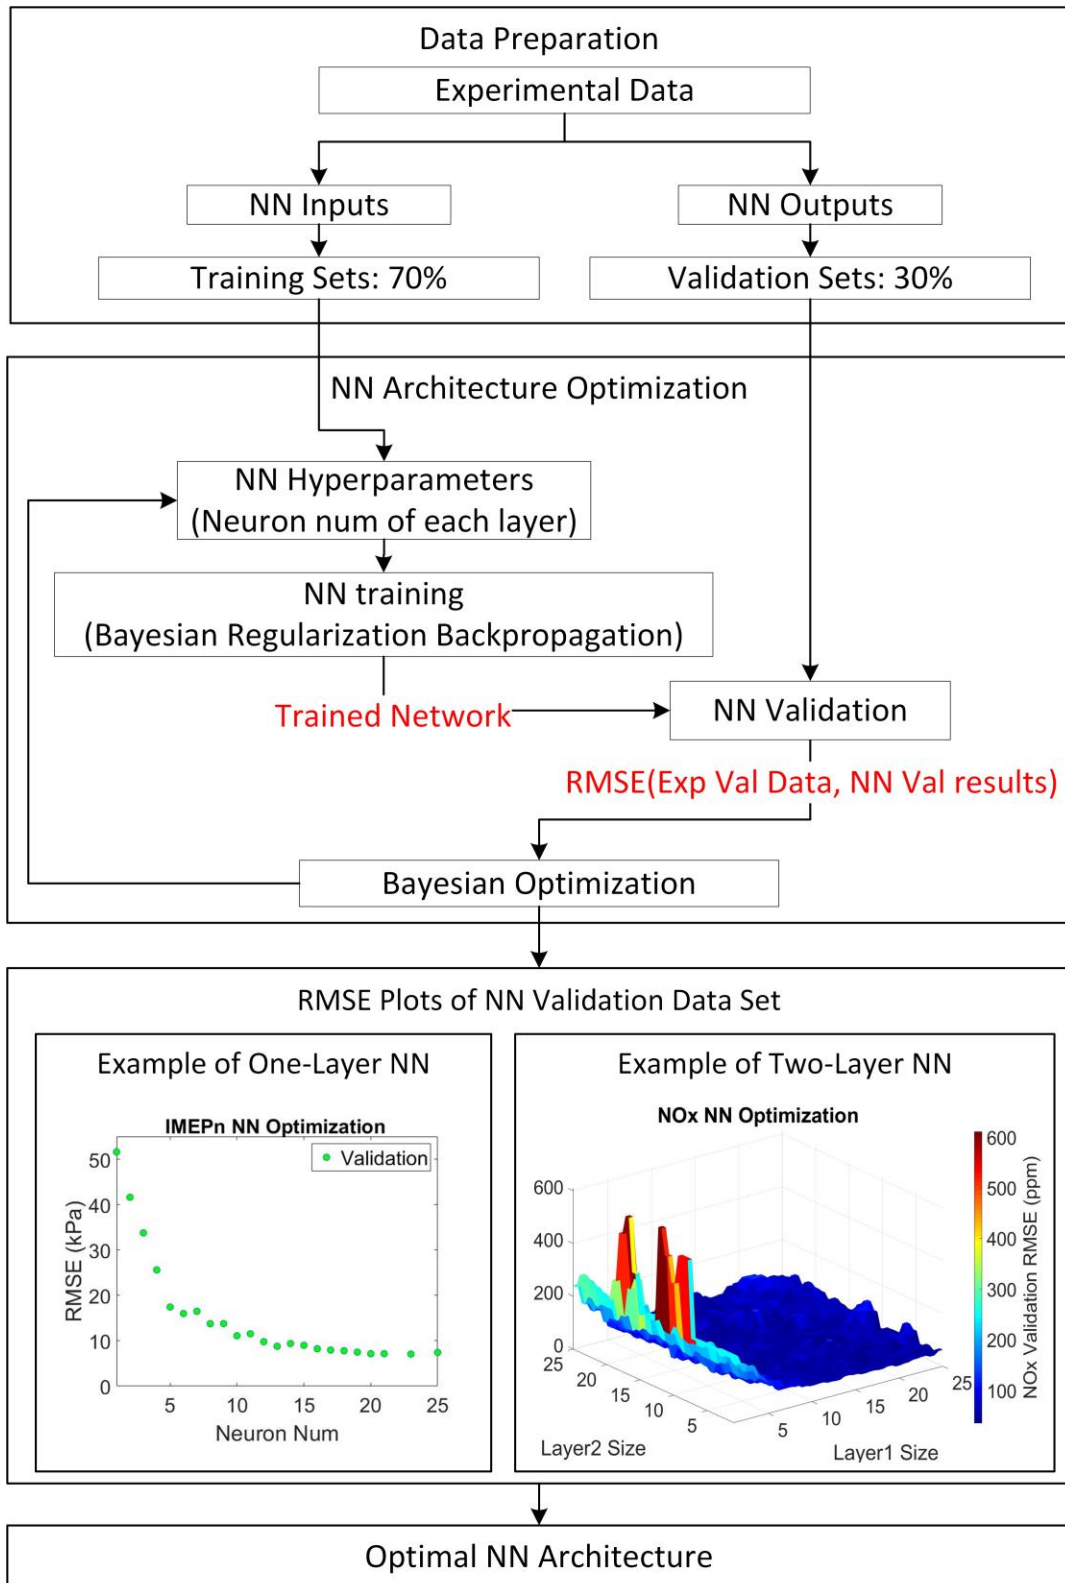 Data Preparation
Experimental Data
NN Inputs
NN Outputs
Training Sets: 70%
Validation Sets: 30%
NN Architecture Optimization
NN Hyperparameters
(Neuron num of each layer)
NN training
(Bayesian Regularization Backpropagation)
Trained Network
NN Validation
RMSE(Exp Val Data, NN Val results)
Bayesian Optimization
RMSE Plots of NN Validation Data Set
Example of One-Layer NN
IMEPn NN Optimization
Validation
50
40
30
20
10
0
RMSE (kPa)
5
10
15
20
25
Neuron Num
Example of Two-Layer NN
NOx NN Optimization
600
400
200
0
25
20
15
10
5
Layer2 Size
5
10
15
20
25
Layer1 Size
600
500
400
300
200
100
NOx Validation RMSE (ppm)
Optimal NN Architecture